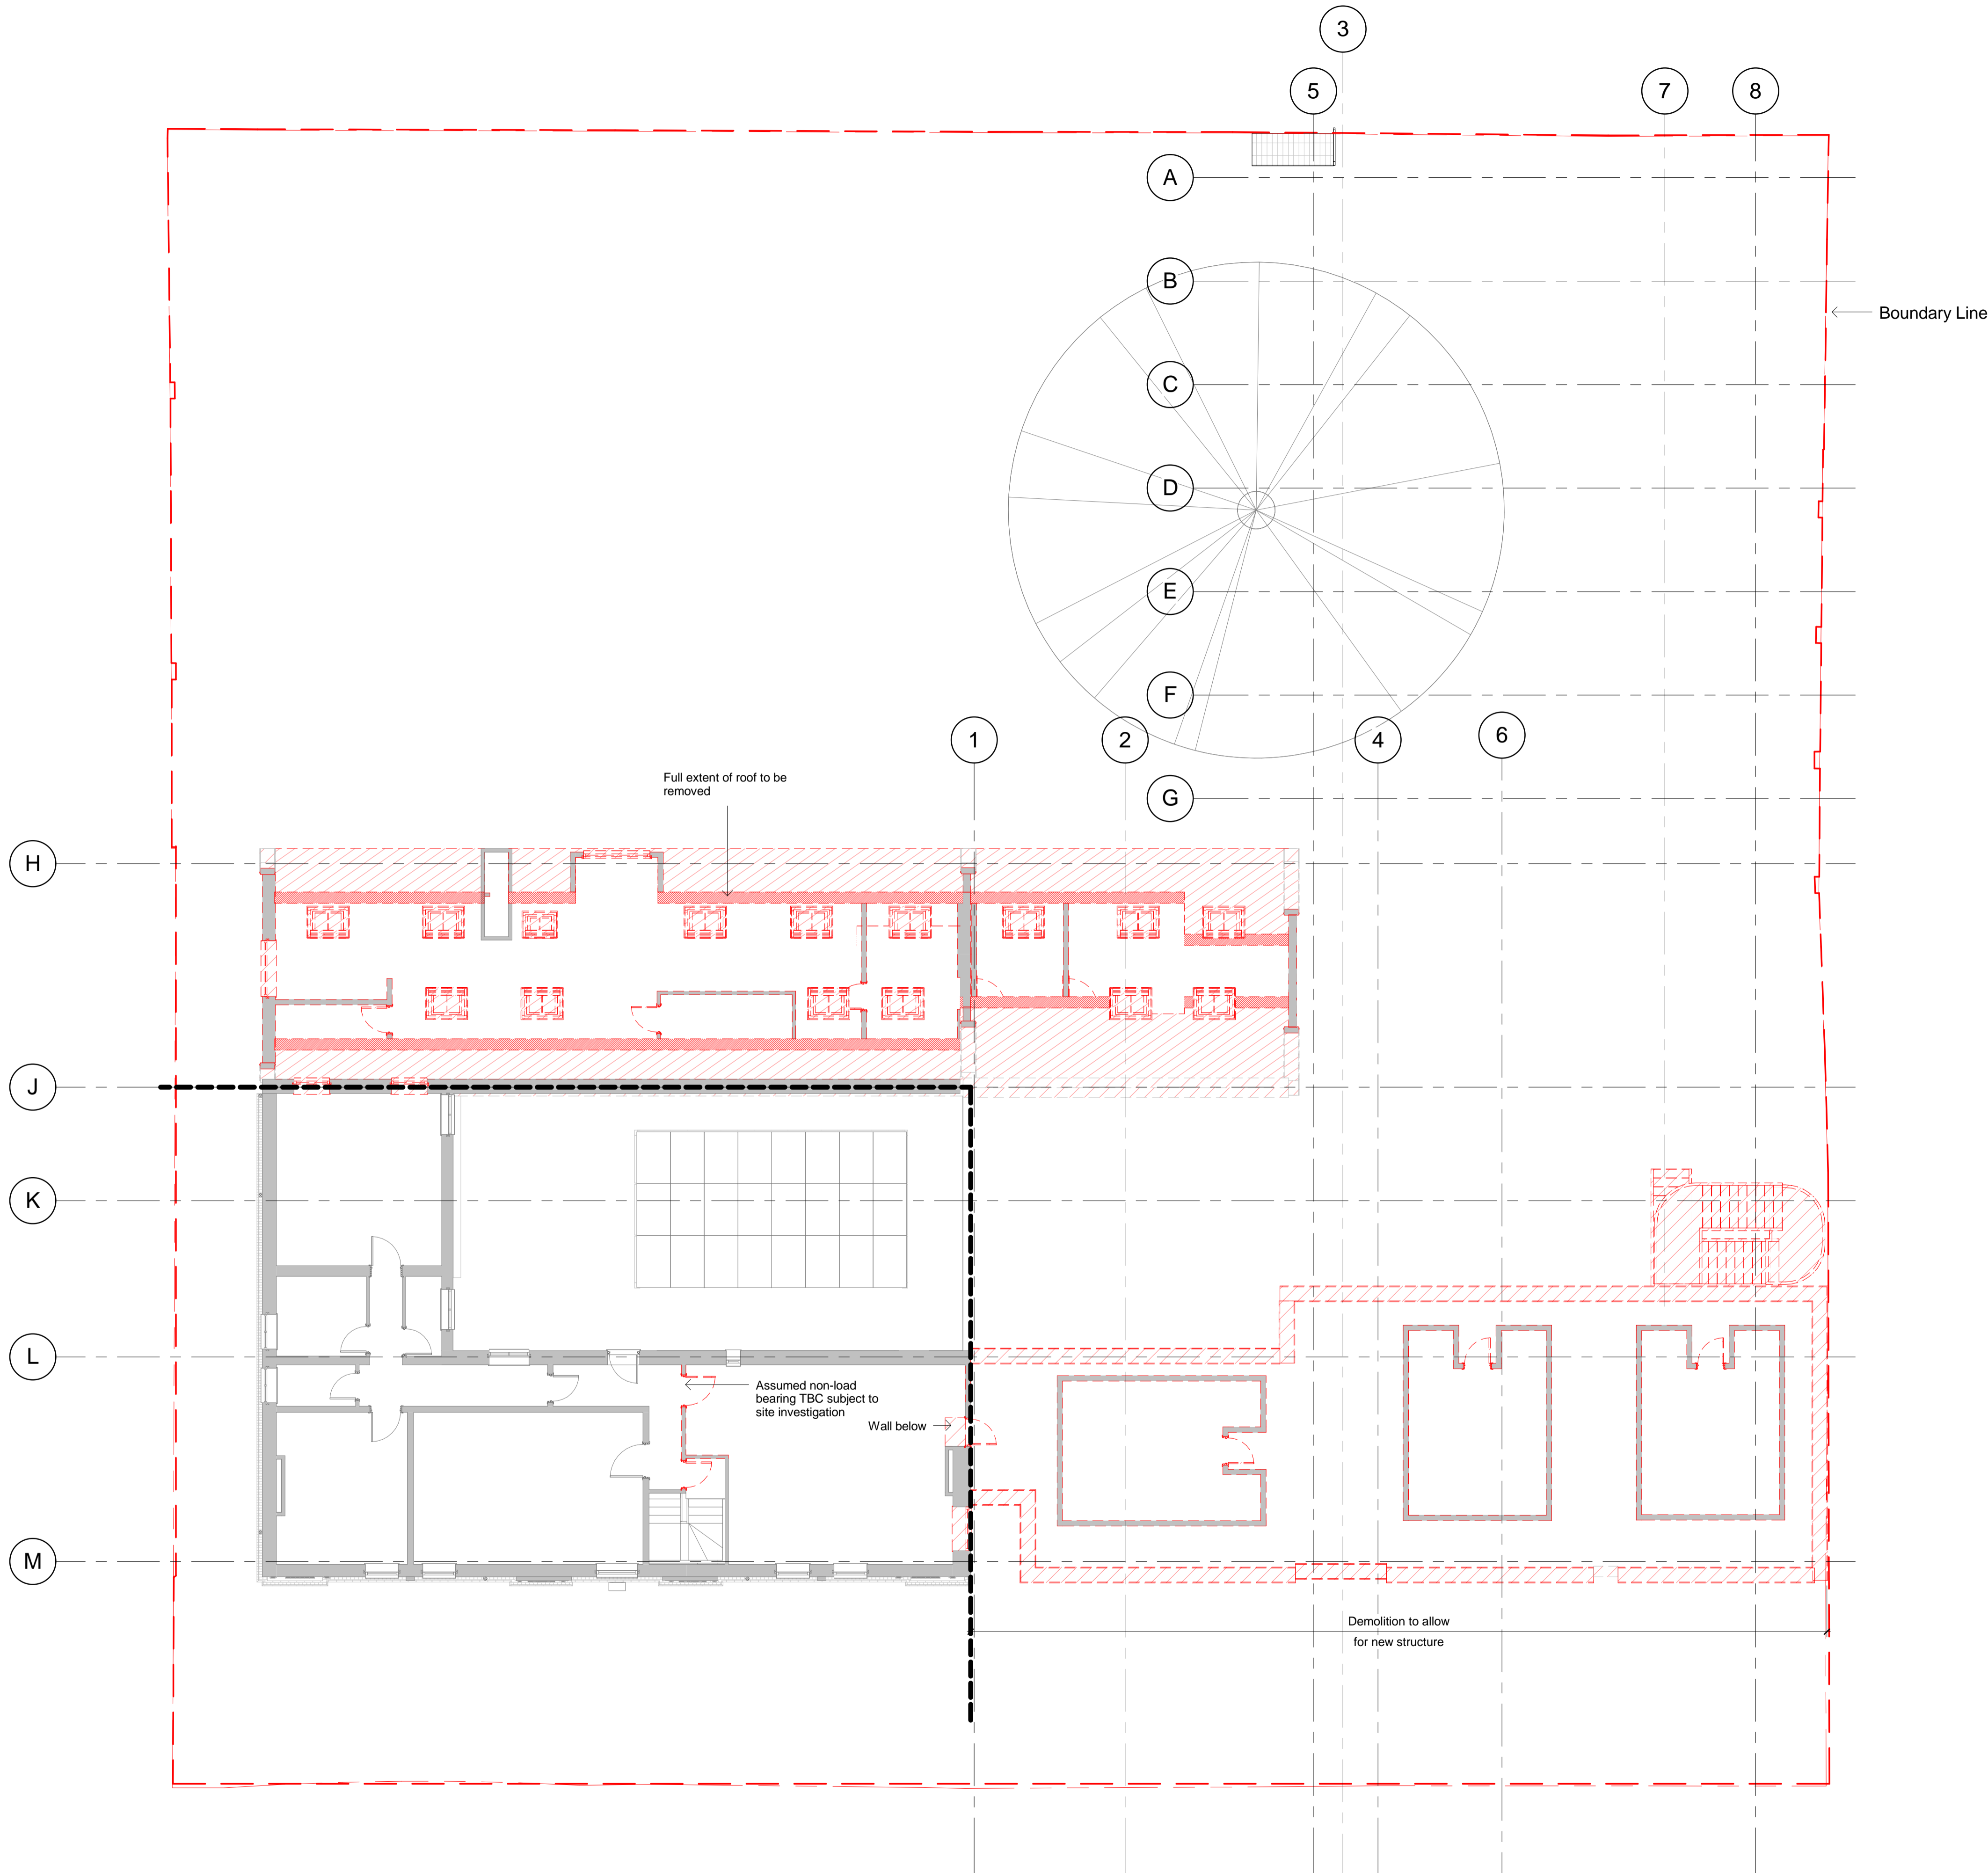 3
5
7
8
A
B
Boundary Line
C
D
E
F
1
2
4
6
Full extent of roof to be
removed
G
H
J
K
L
Assumed non-load
bearing TBC subject to
site investigation
Wall below
M
Demolition to allow
for new structure